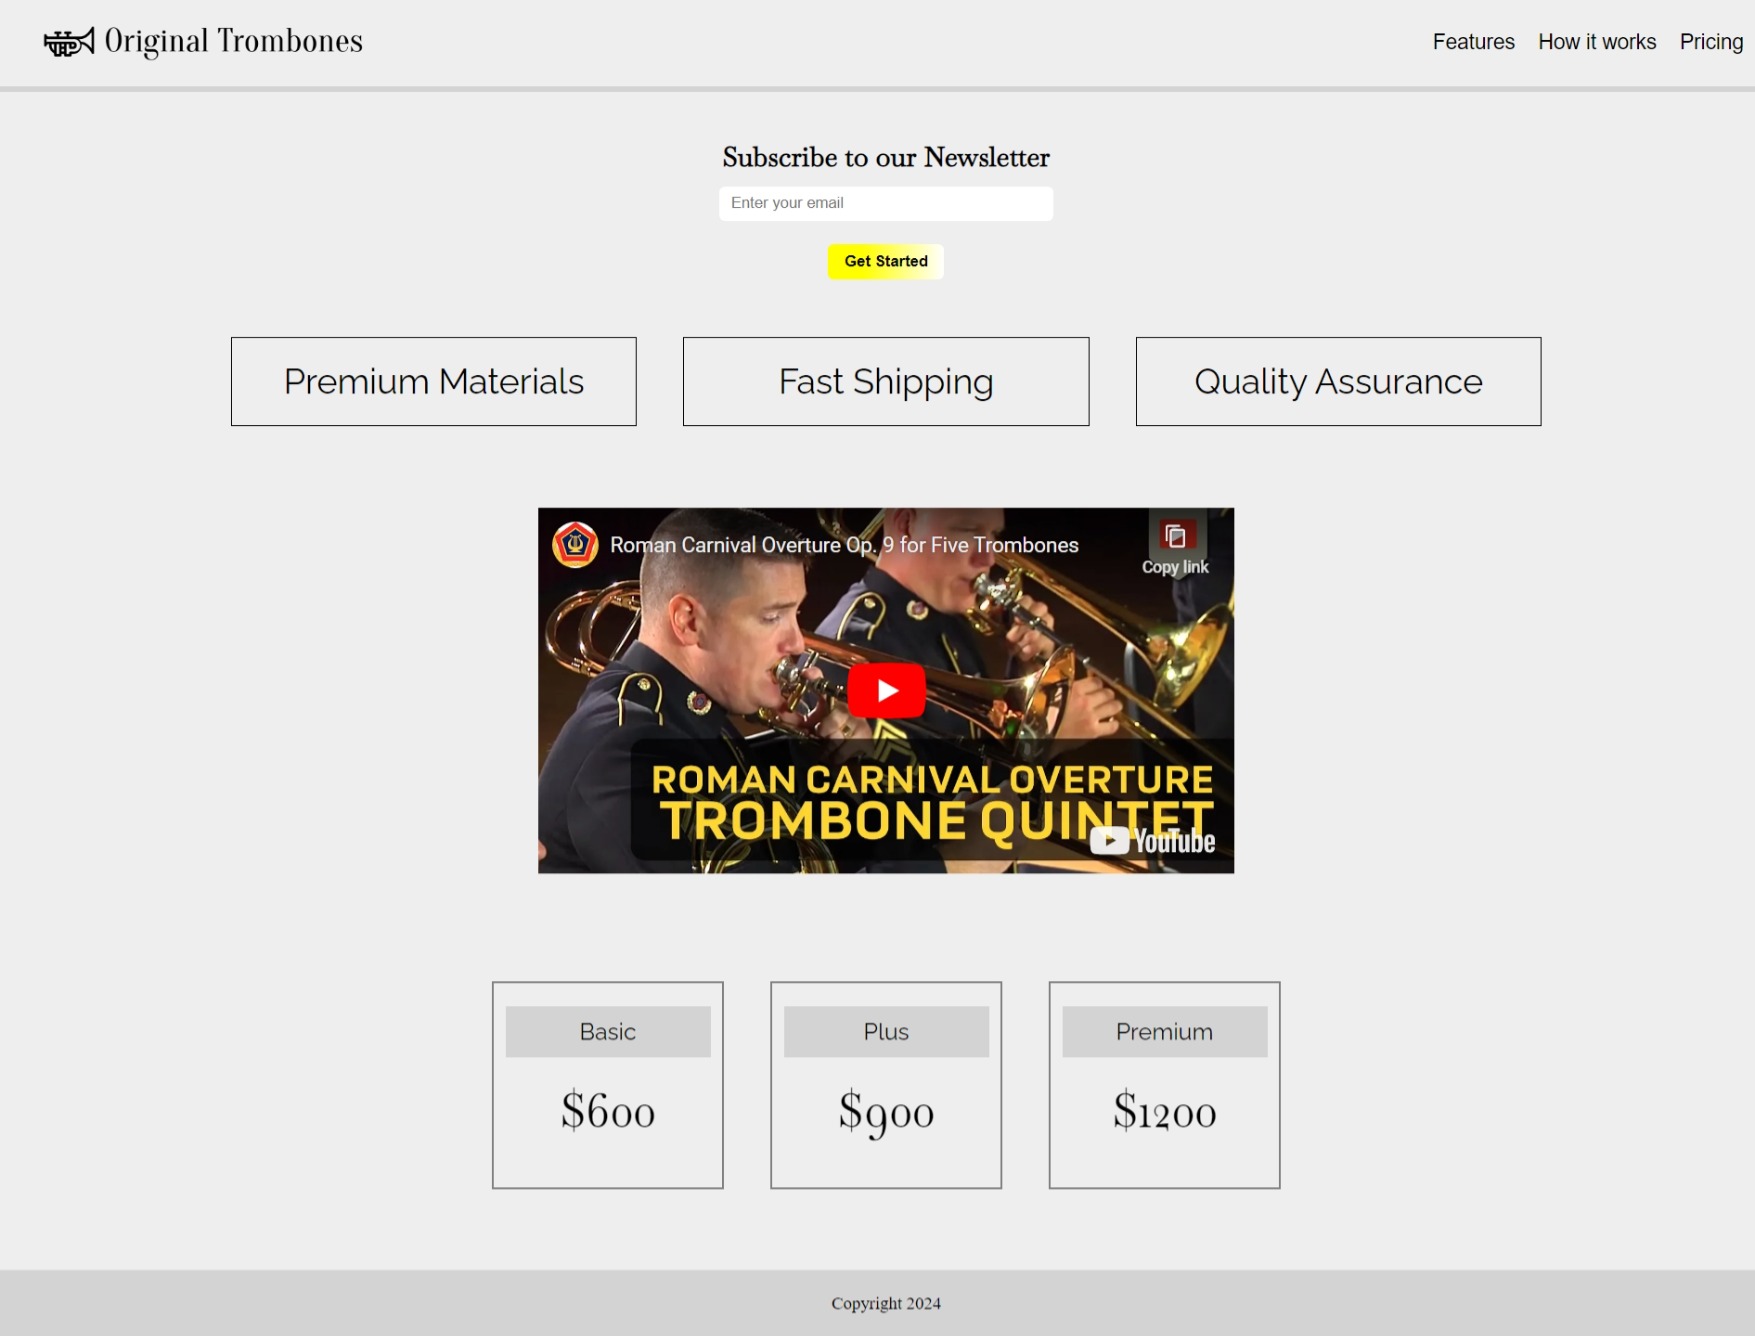 Original Trombones
Features How it works Pricing
Subscribe to our Newsletter
Enter your email
Get Started
Premium Materials
Fast Shipping
Quality Assurance
Roman Carnival Overture Op. 9 for Five Trombones
Copy link
ROMAN CARNIVAL OVERTURE
TROMBONE QUINTET
YouTube
Basic
$600
Plus
$900
Premium
$1200
Copyright 2024